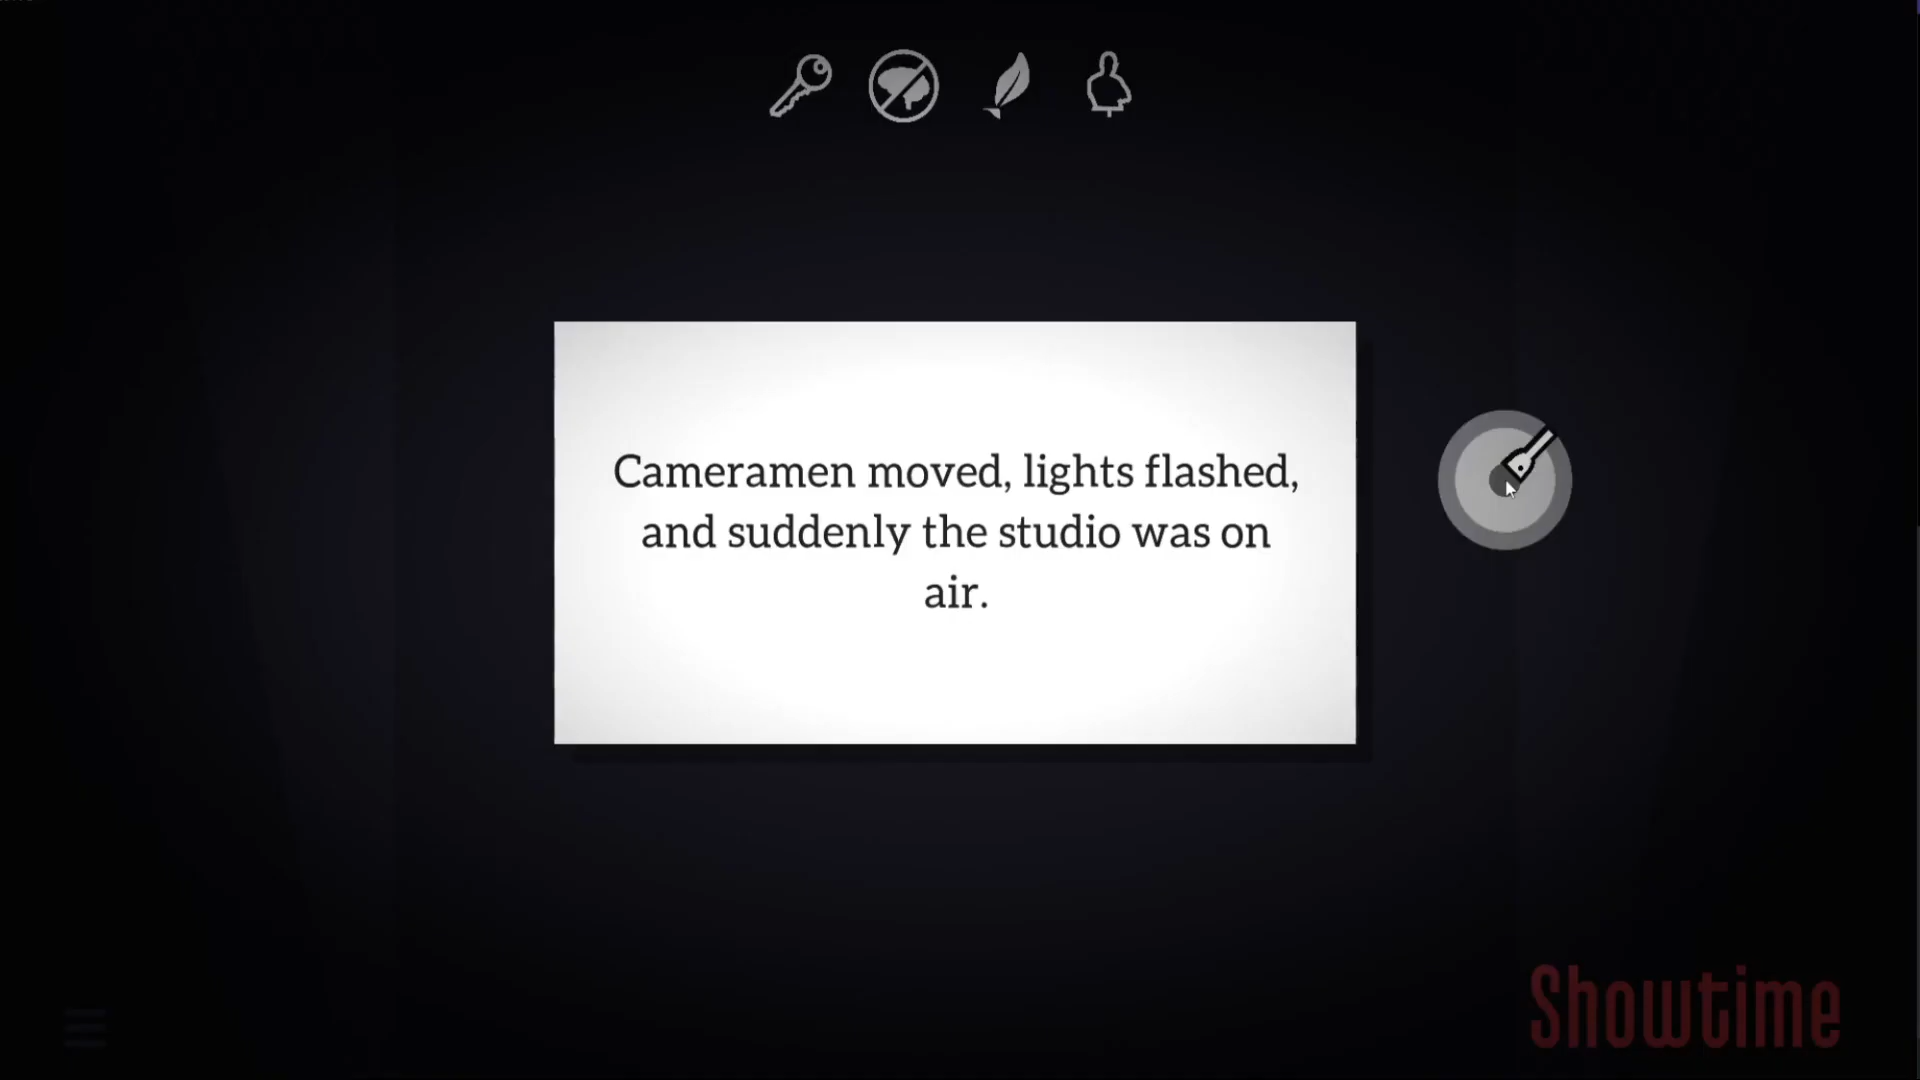 Cameramen moved, lights flashed,
and suddenly the studio was on
air.
Showtime